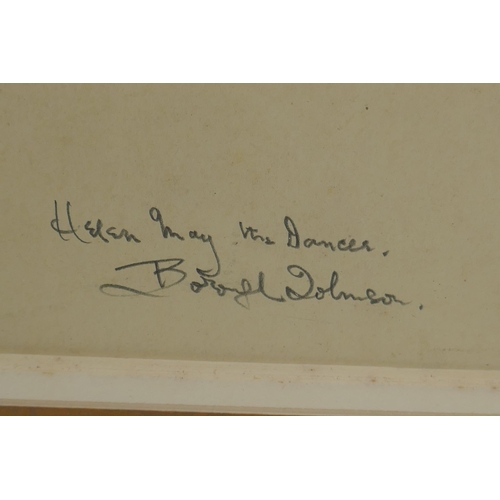 Helen May the Dancer.
Borough Johnson.